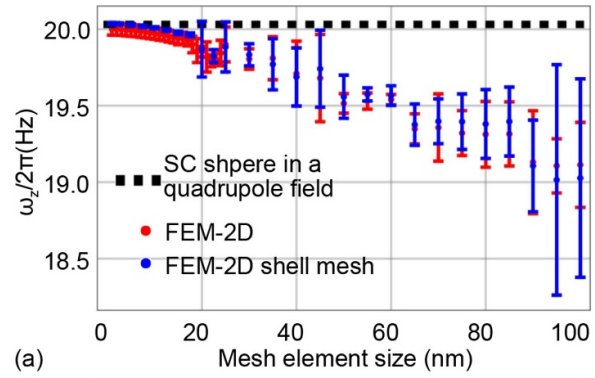 20.0
19.5
19.0
18.5
ω_z/2π(Hz)
SC shpere in a
quadrupole field
FEM-2D
FEM-2D shell mesh
0 20 40 60 80 100
Mesh element size (nm)
(a)